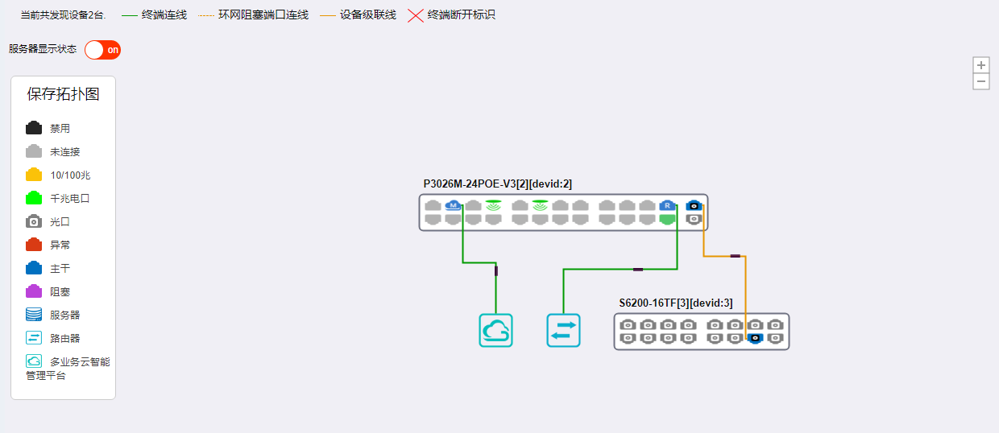 当前共发现设备2台.
终端连线
环网阻塞端口连线
设备级联线
终端断开标识
服务器显示状态
on
+
−
保存拓扑图
禁用
未连接
10/100兆
千兆电口
光口
异常
主干
阻塞
服务器
路由器
多业务云智能
管理平台
P3026M-24POE-V3[2][devid:2]
M
R
S6200-16TF[3][devid:3]